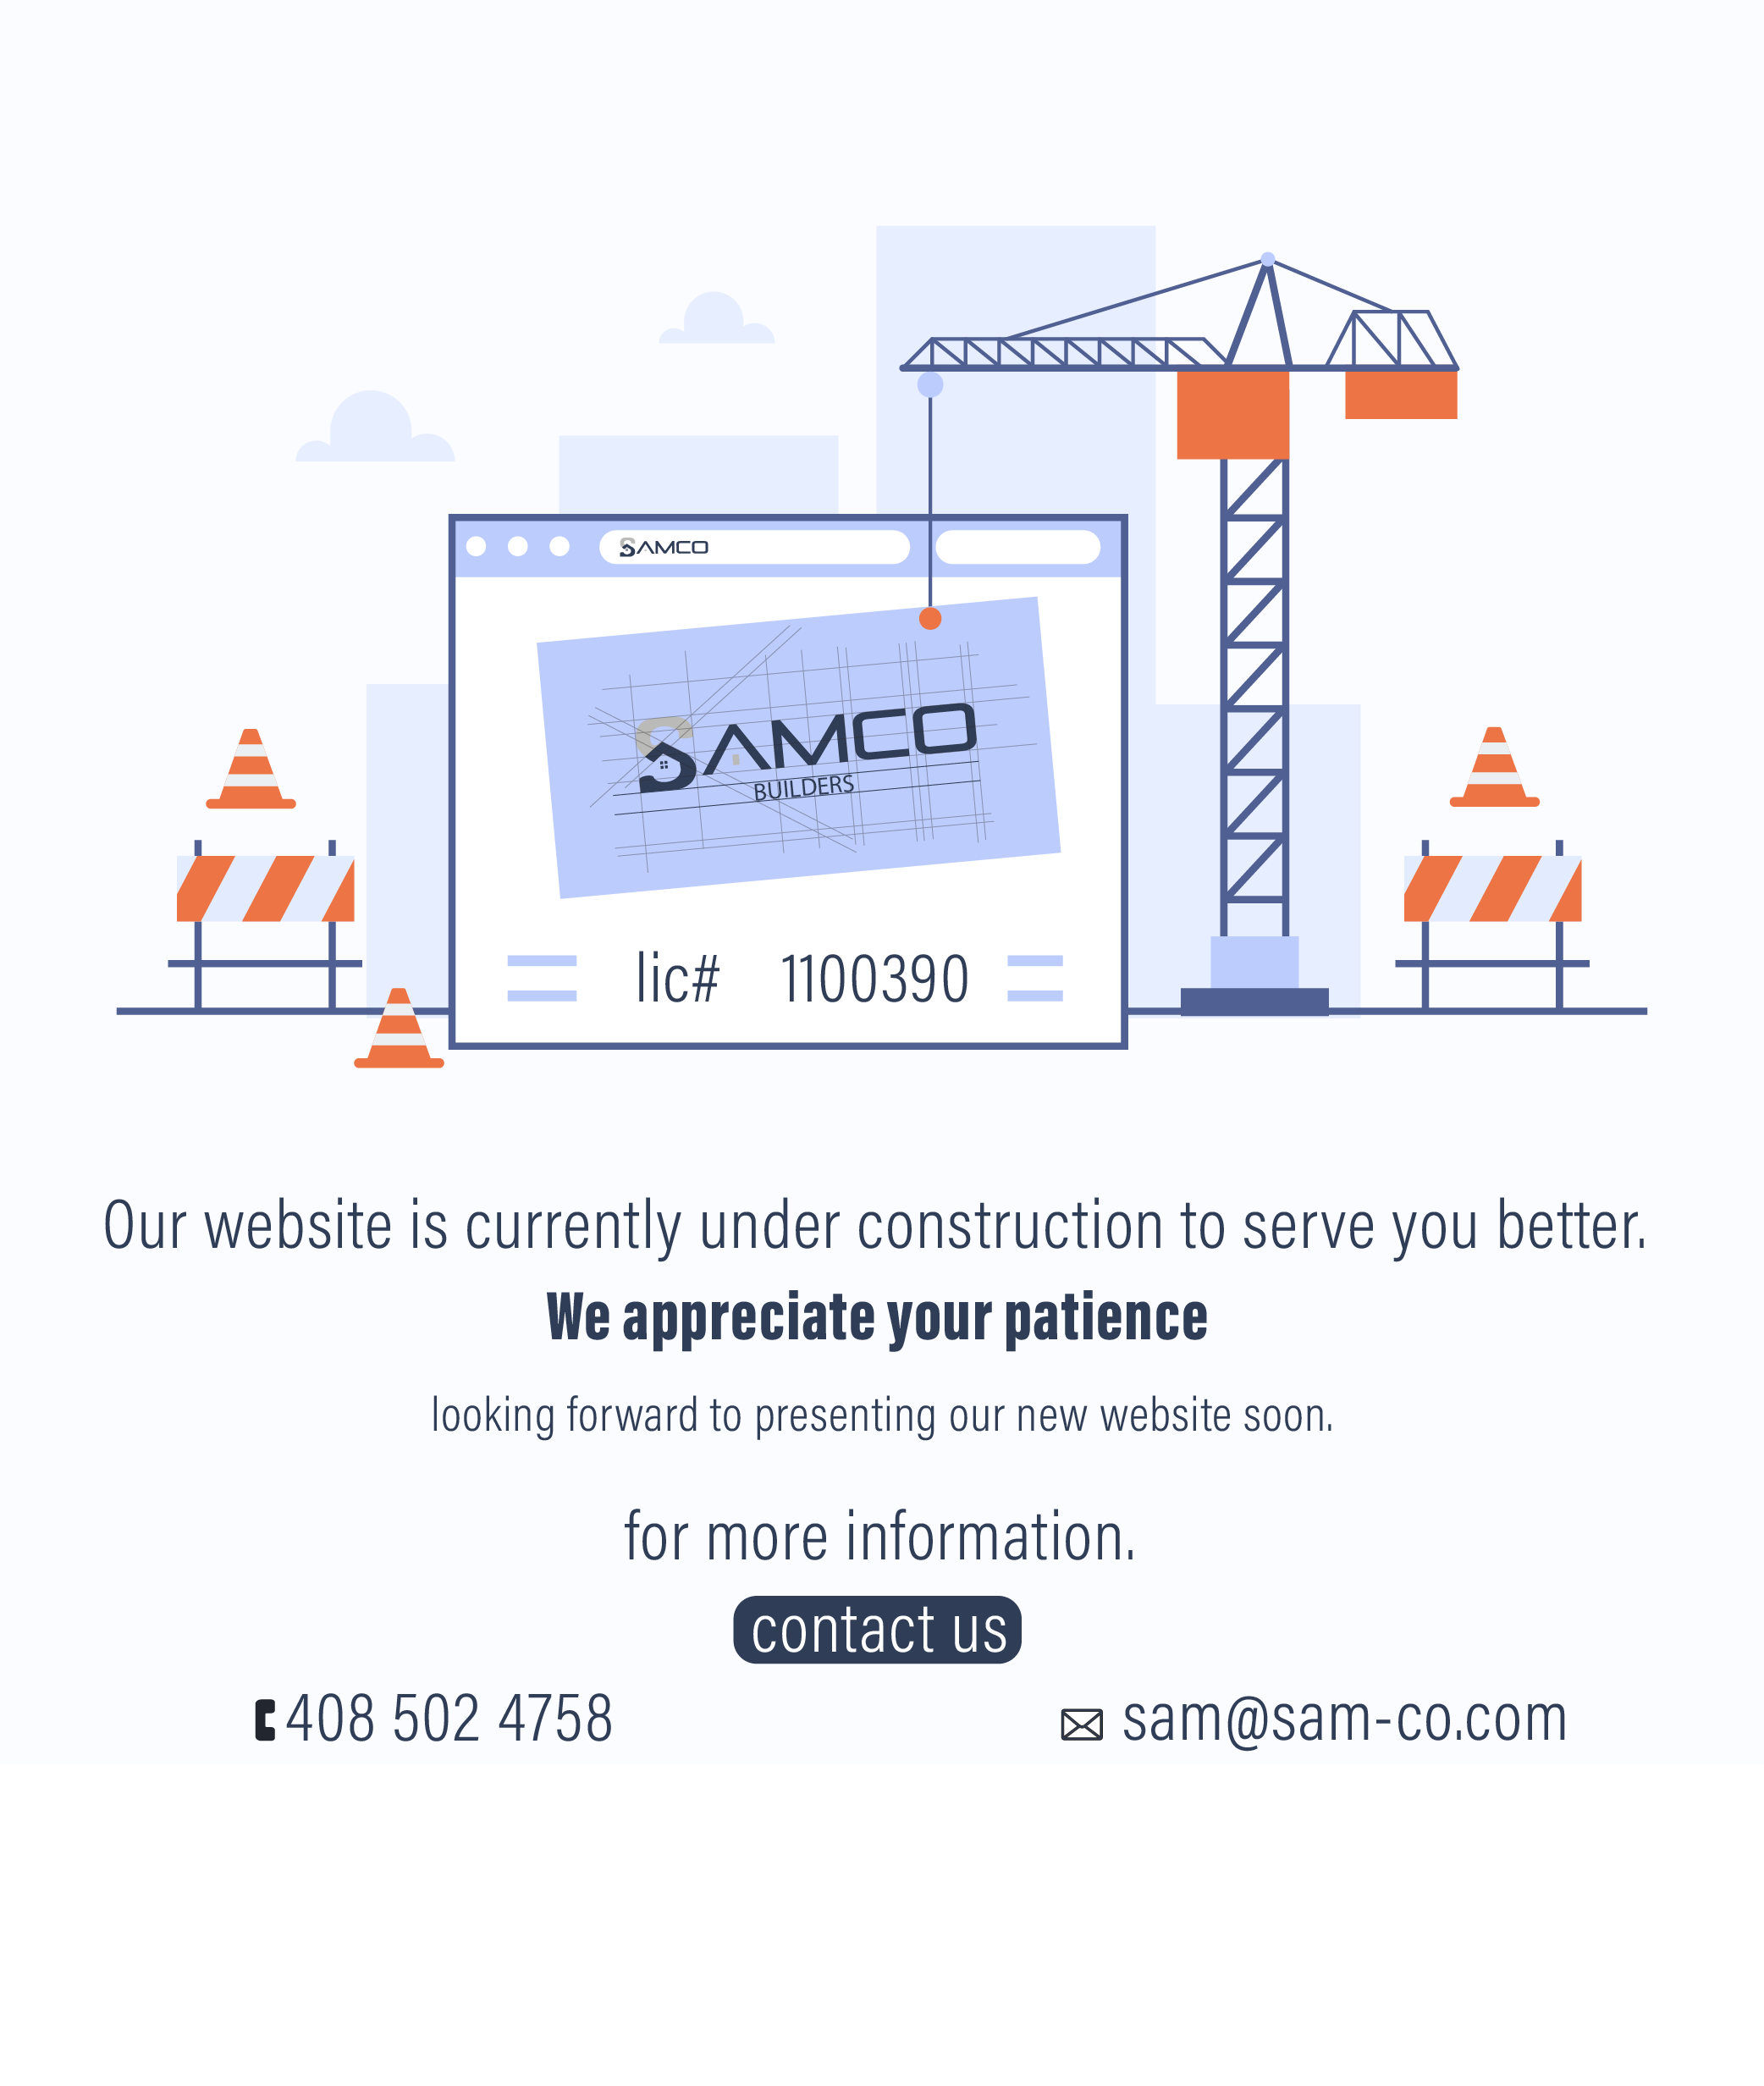 SAMCO
SAMCO
BUILDERS
lic# 1100390
Our website is currently under construction to serve you better.
We appreciate your patience
looking forward to presenting our new website soon.
for more information.
contact us
408 502 4758
sam@sam-co.com